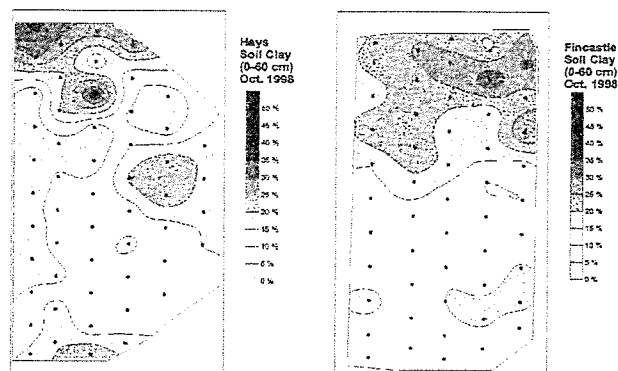 Hays
Soil Clay
(0-60 cm)
Oct. 1998
50 %
45 %
40 %
35 %
30 %
25 %
20 %
15 %
10 %
5 %
0 %
Fincastle
Soil Clay
(0-60 cm)
Oct. 1998
50 %
45 %
40 %
35 %
30 %
25 %
20 %
15 %
10 %
5 %
0 %